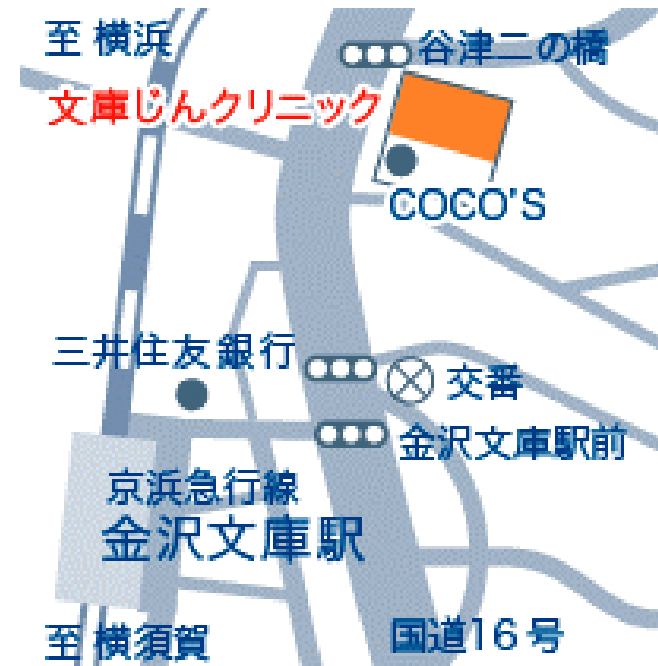 至 横浜
谷津二の橋
文庫じんクリニック
COCO'S
三井住友銀行
交番
金沢文庫駅前
京浜急行線
金沢文庫駅
至 横須賀
国道16号